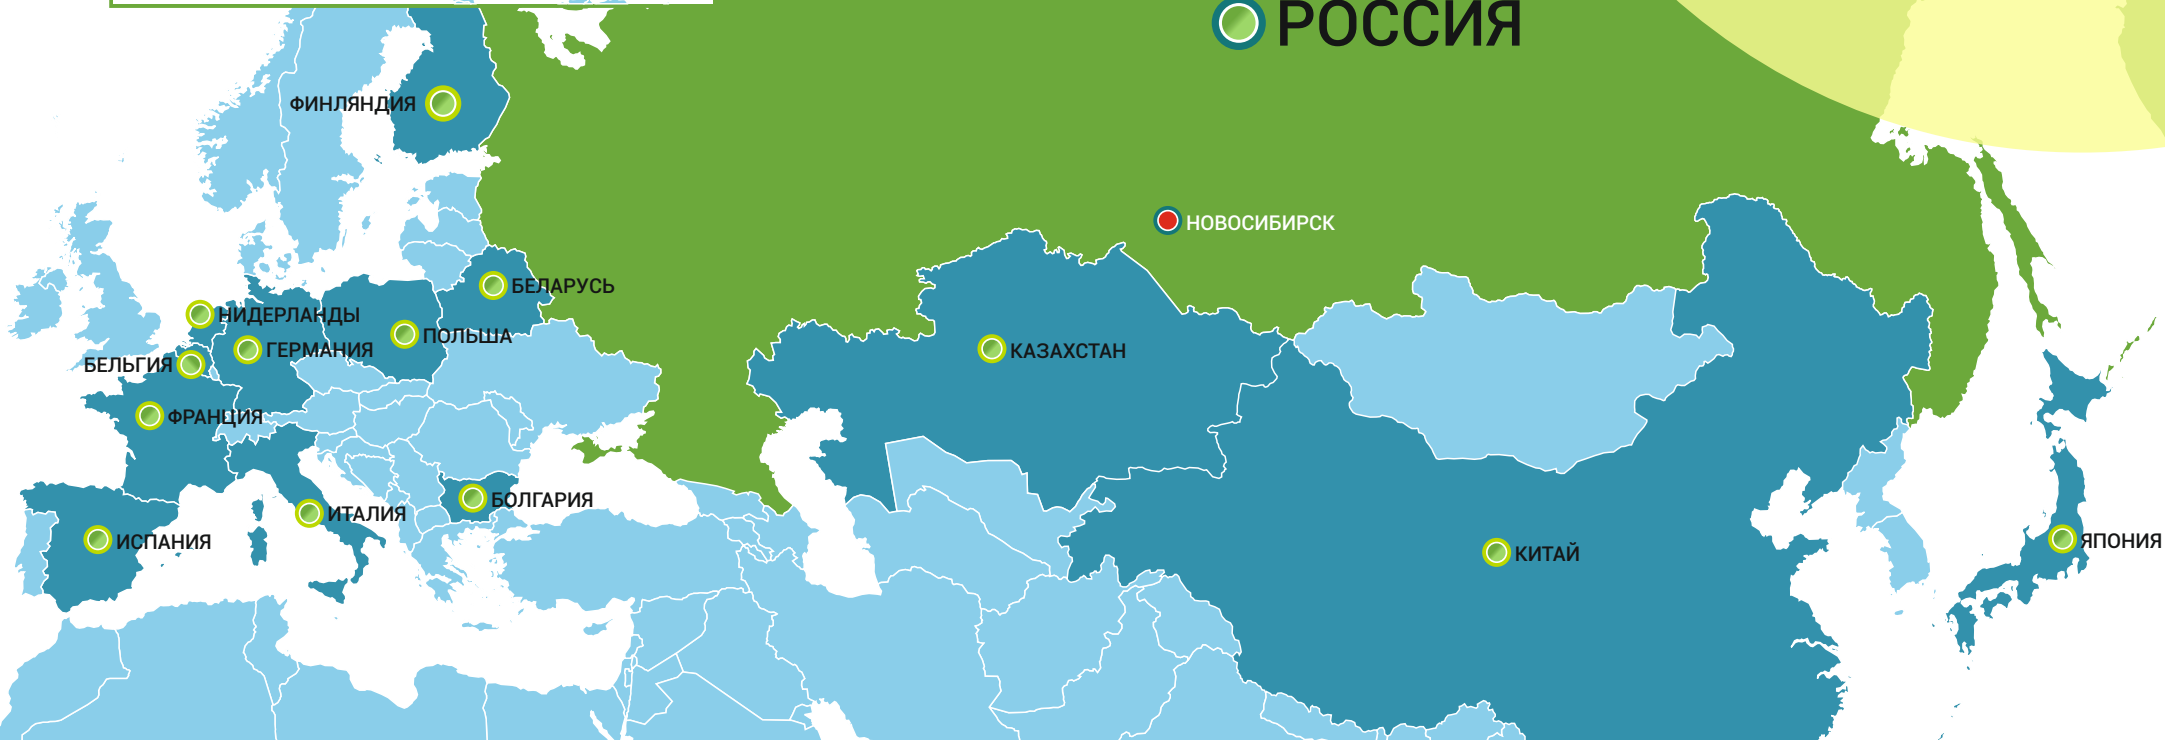 РОССИЯ
ФИНЛЯНДИЯ
НОВОСИБИРСК
БЕЛАРУСЬ
НИДЕРЛАНДЫ
ПОЛЬША
ГЕРМАНИЯ
КАЗАХСТАН
БЕЛЬГИЯ
ФРАНЦИЯ
БОЛГАРИЯ
ИТАЛИЯ
ИСПАНИЯ
ЯПОНИЯ
КИТАЙ